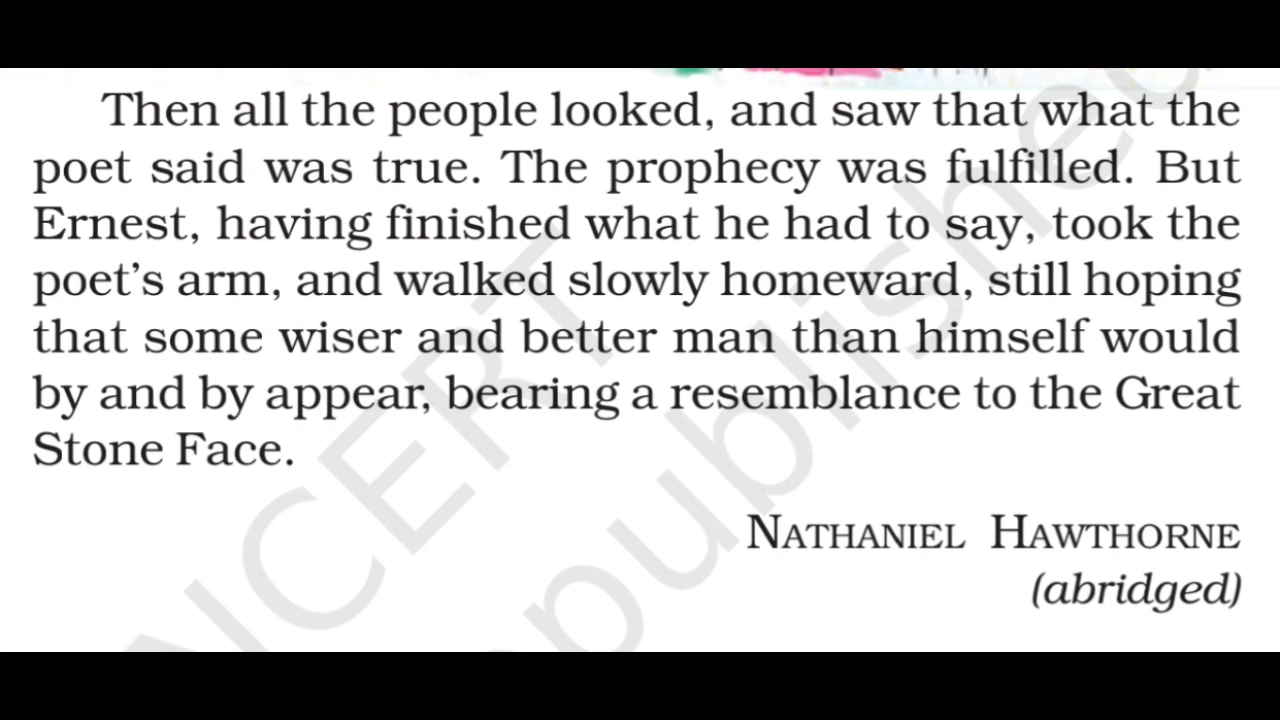 Then all the people looked, and saw that what the
poet said was true. The prophecy was fulfilled. But
Ernest, having finished what he had to say, took the
poet’s arm, and walked slowly homeward, still hoping
that some wiser and better man than himself would
by and by appear, bearing a resemblance to the Great
Stone Face.
NATHANIEL HAWTHORNE
(abridged)
NCERT
published